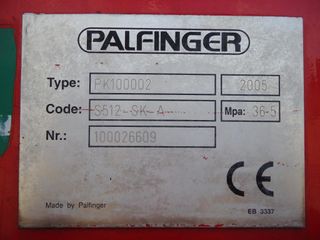 PALFINGER
Type: PK100002 2005
Code: S512-SK-A Mpa: 36-5
Nr.: 100026609
CE
Made by Palfinger
EB 3337